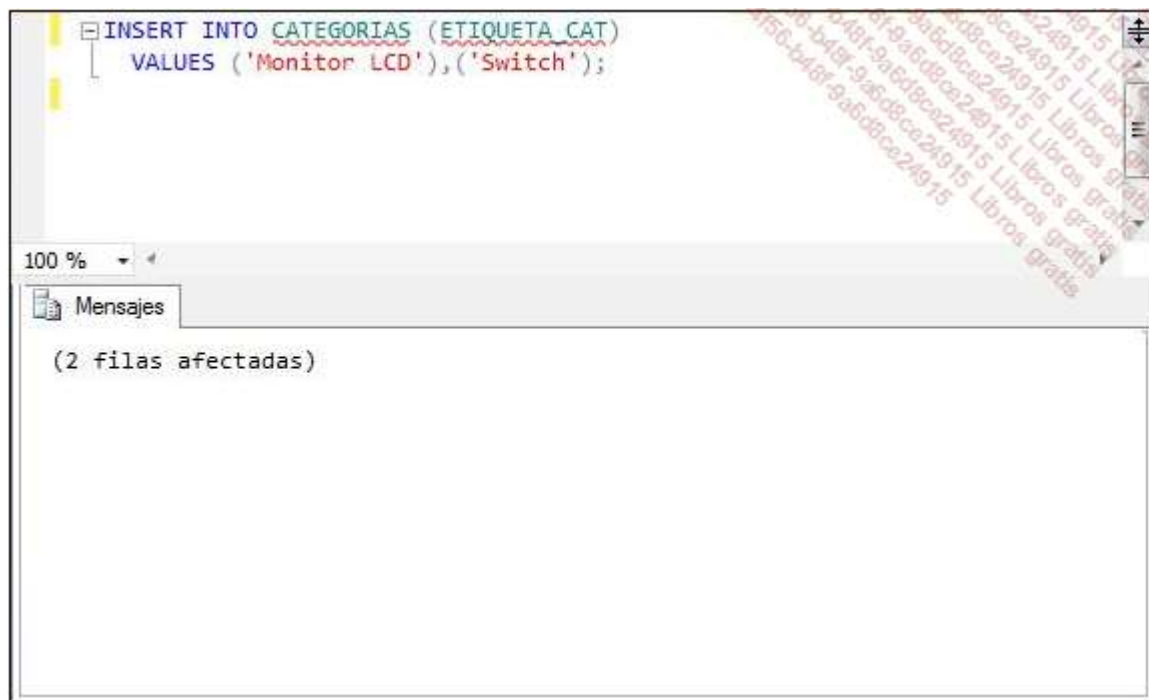 INSERT INTO CATEGORIAS (ETIQUETA_CAT)
VALUES ('Monitor LCD'),('Switch');
100 %
Mensajes
(2 filas afectadas)